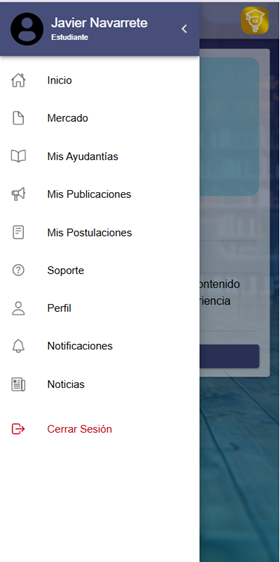 Javier Navarrete
Estudiante
Inicio
Mercado
Mis Ayudantías
Mis Publicaciones
Mis Postulaciones
ontenido
Soporte
riencia
Perfil
Notificaciones
Noticias
Cerrar Sesión